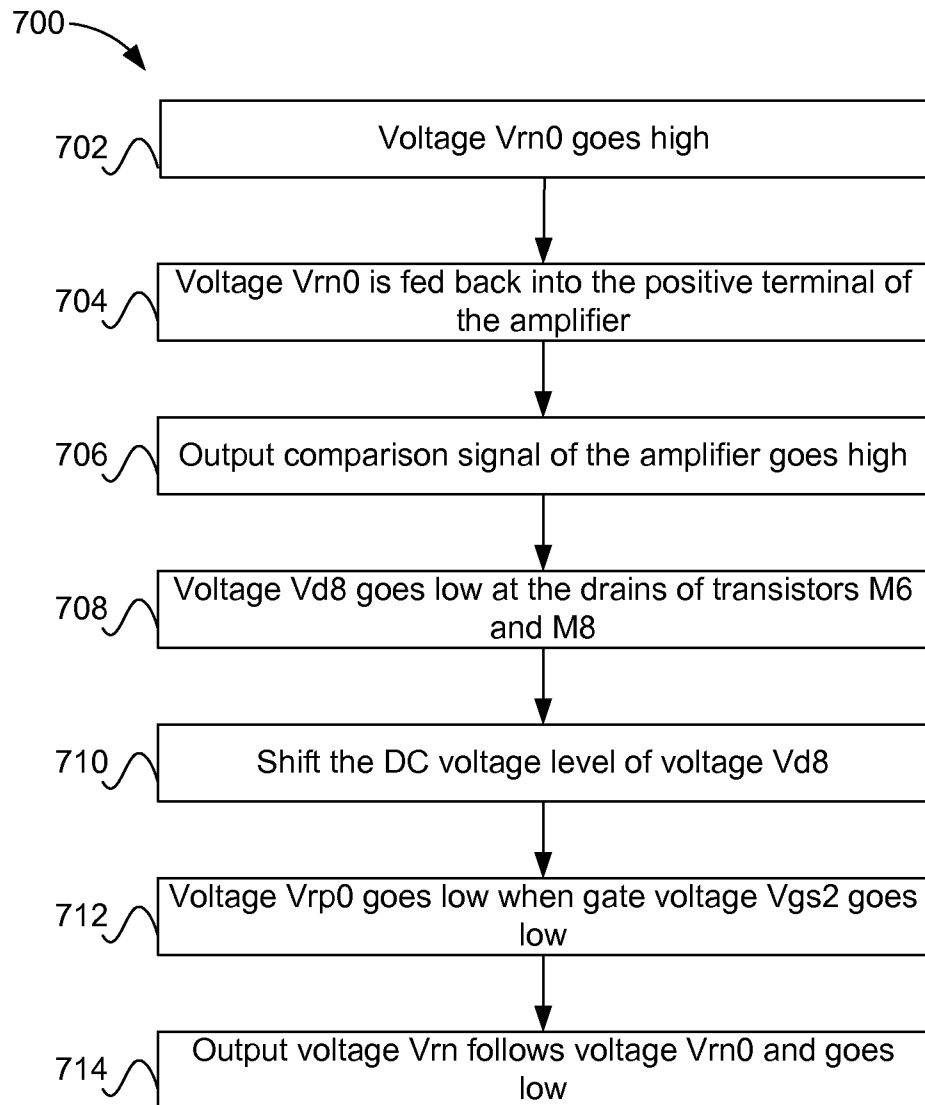 700
702
Voltage Vrn0 goes high
704
Voltage Vrn0 is fed back into the positive terminal of
the amplifier
706
Output comparison signal of the amplifier goes high
708
Voltage Vd8 goes low at the drains of transistors M6
and M8
710
Shift the DC voltage level of voltage Vd8
712
Voltage Vrp0 goes low when gate voltage Vgs2 goes
low
714
Output voltage Vrn follows voltage Vrn0 and goes
low